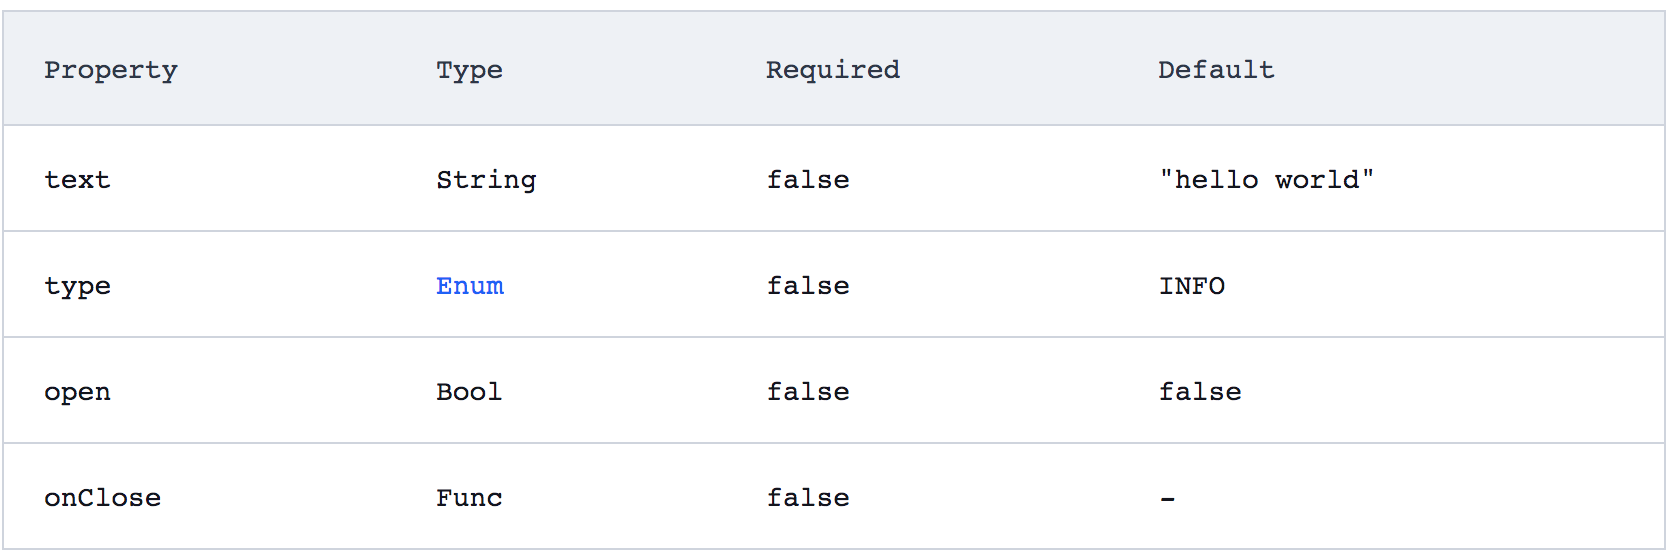 Property Type Required Default
text String false "hello world"
type Enum false INFO
open Bool false false
onClose Func false –